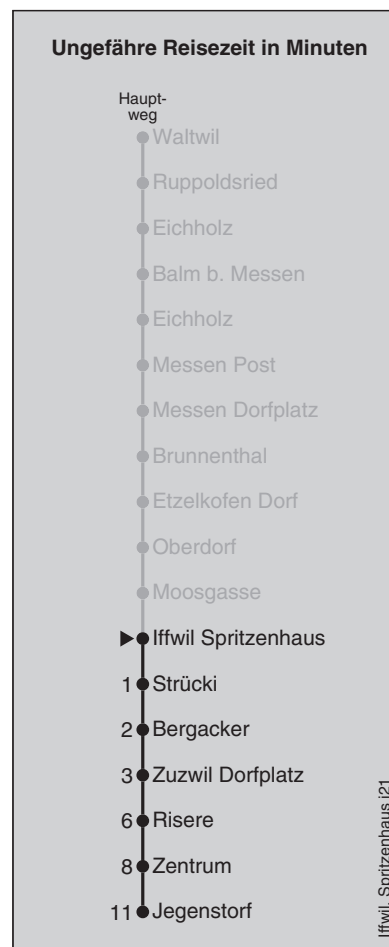 Ungefähre Reisezeit in Minuten
Haupt-
weg
Waltwil
Ruppoldsried
Eichholz
Balm b. Messen
Eichholz
Messen Post
Messen Dorfplatz
Brunnenthal
Etzelkofen Dorf
Oberdorf
Moosgasse
Iffwil Spritzenhaus
1 Strücki
2 Bergacker
3 Zuzwil Dorfplatz
6 Risere
8 Zentrum
11 Jegenstorf
Iffwil, Spritzenhaus j21